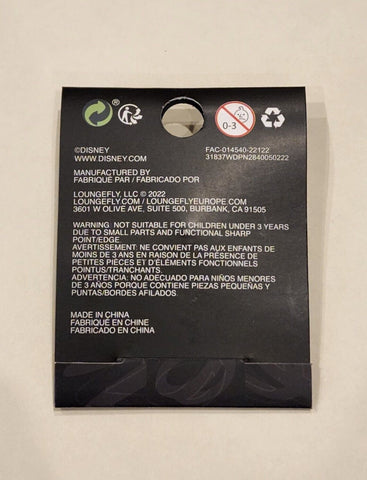 ®
0-3
©DISNEY
WWW.DISNEY.COM
FAC-014540-22122
31837WDPN2840050222
MANUFACTURED BY
FABRIQUÉ PAR / FABRICADO POR
LOUNGEFLY, LLC © 2022
LOUNGEFLY.COM / LOUNGEFLYEUROPE.COM
3601 W OLIVE AVE, SUITE 500, BURBANK, CA 91505
WARNING: NOT SUITABLE FOR CHILDREN UNDER 3 YEARS
DUE TO SMALL PARTS AND FUNCTIONAL SHARP
POINT/EDGE.
AVERTISSEMENT: NE CONVIENT PAS AUX ENFANTS DE
MOINS DE 3 ANS EN RAISON DE LA PRÉSENCE DE
PETITES PIÈCES ET D'ÉLÉMENTS FONCTIONNELS
POINTUS/TRANCHANTS.
ADVERTENCIA: NO ADECUADO PARA NIÑOS MENORES
DE 3 AÑOS PORQUE CONTIENE PIEZAS PEQUEÑAS Y
PUNTAS/BORDES AFILADOS.
MADE IN CHINA
FABRIQUÉ EN CHINE
FABRICADO EN CHINA